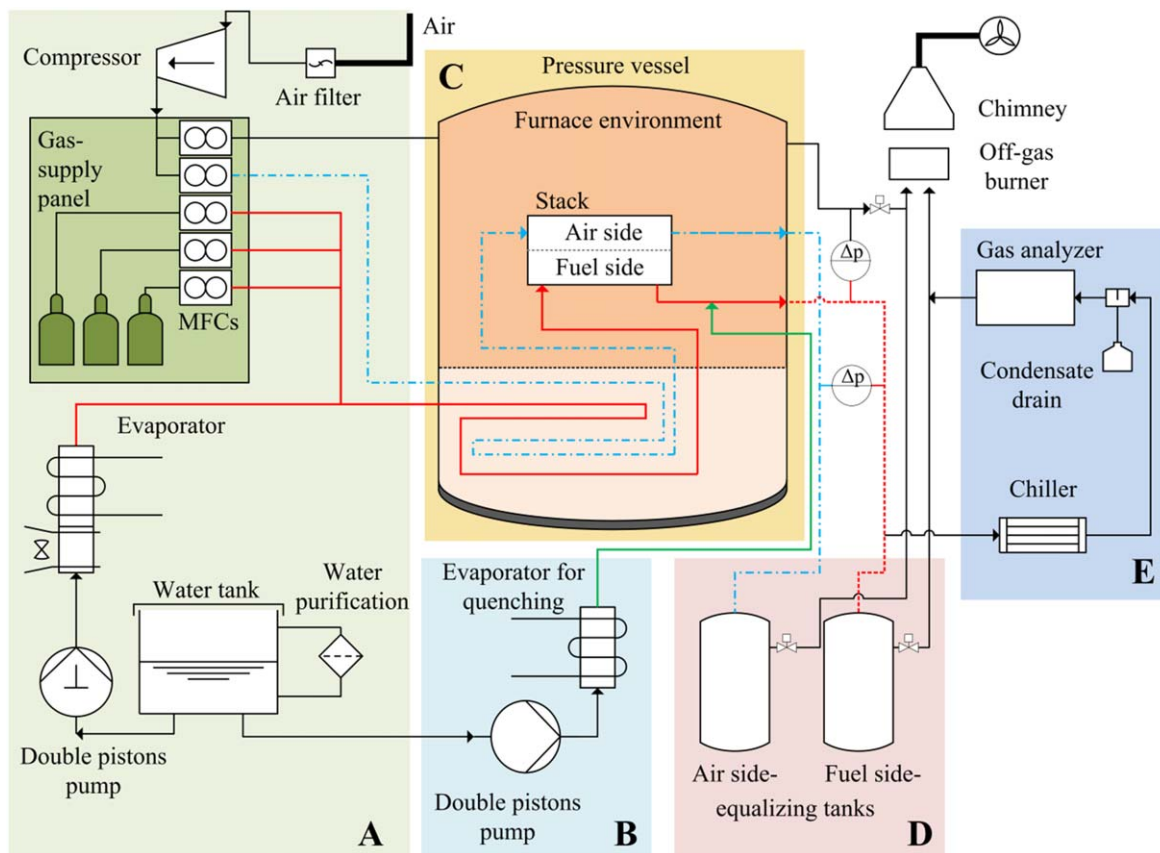 Air
Compressor
Air filter
Gas-
supply
panel
MFCs
Evaporator
Water tank
Water
purification
Double pistons
pump
A
Evaporator for
quenching
Double pistons
pump
B
C
Pressure vessel
Furnace environment
Stack
Air side
Fuel side
Δp
Δp
Air side-
Fuel side-
equalizing tanks
D
Chimney
Off-gas
burner
Gas analyzer
Condensate
drain
Chiller
E